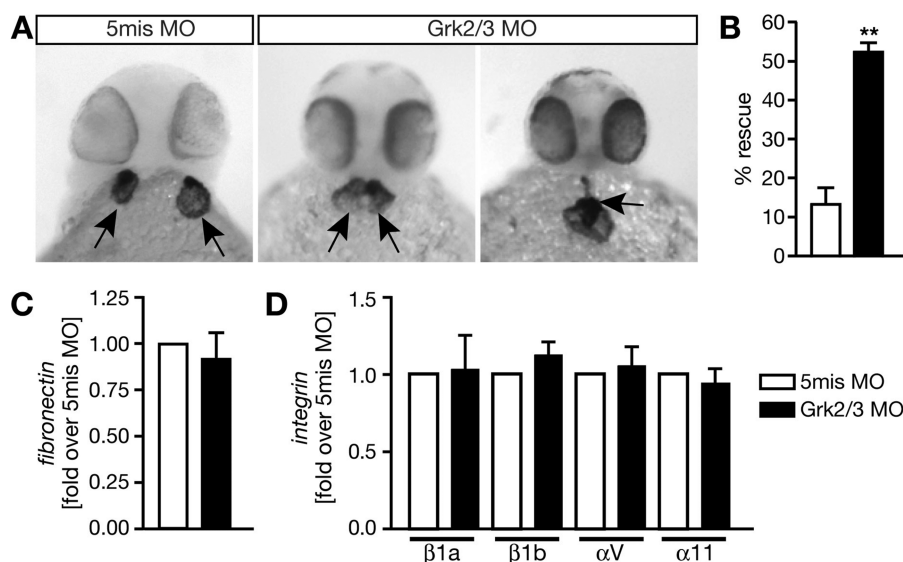 A
5mis MO
Grk2/3 MO
B
% rescue
60
50
40
30
20
10
0
**
C
fibronectin
[fold over 5mis MO]
1.25
1.00
0.75
0.50
0.25
0.00
D
integrin
[fold over 5mis MO]
1.5
1.0
0.5
0.0
β1a
β1b
αV
α11
5mis MO
Grk2/3 MO